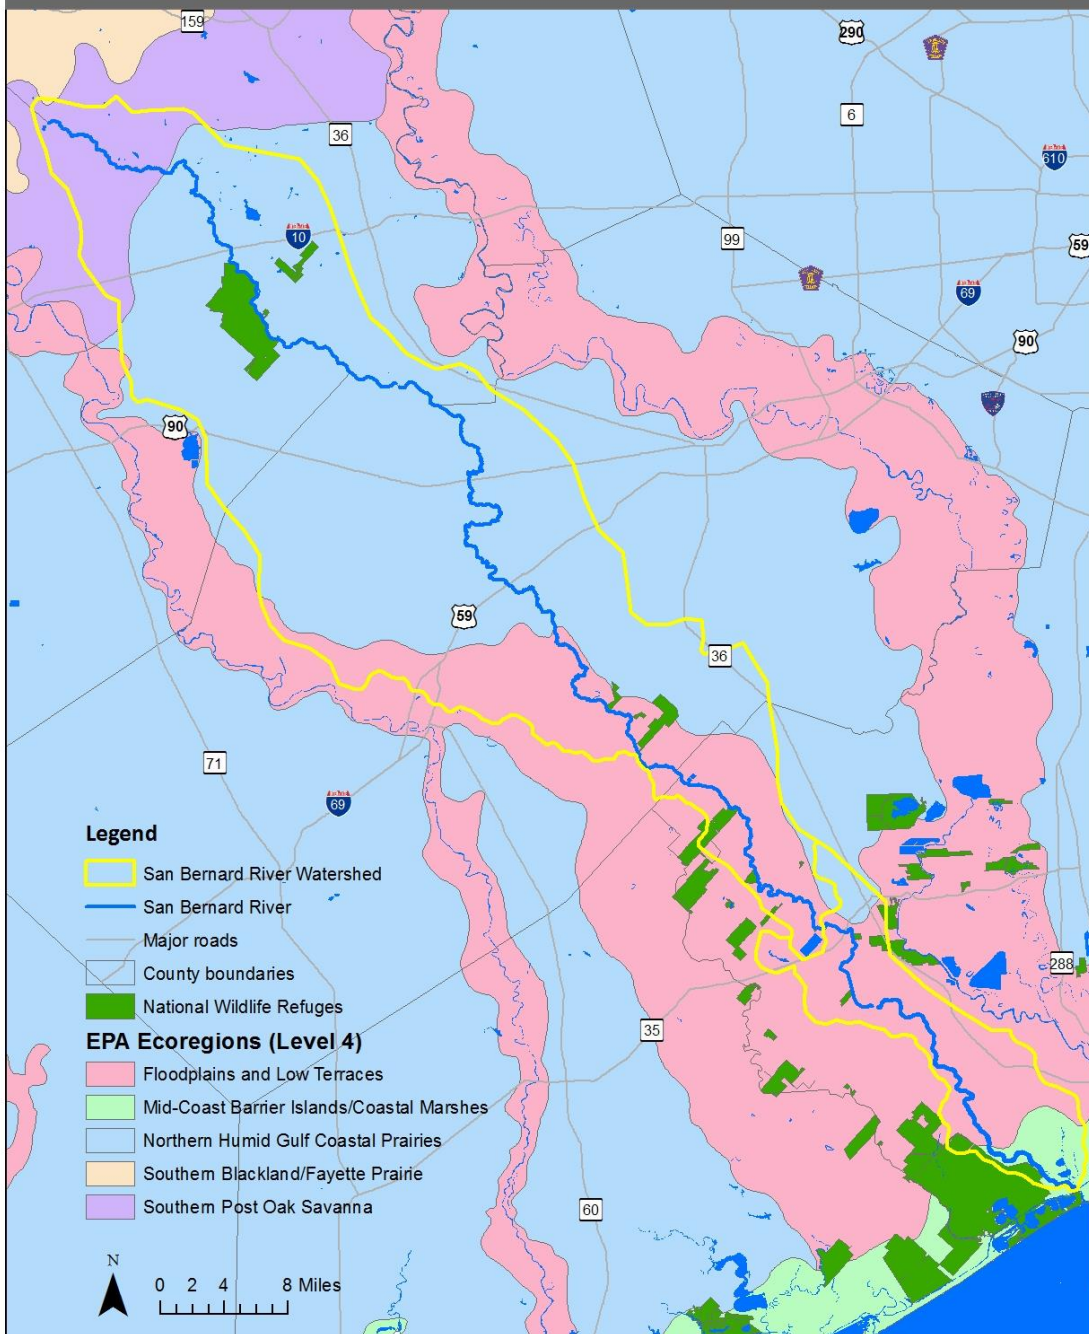 159
290
36
6
610
10
99
59
69
90
90
59
36
71
69
Legend
San Bernard River Watershed
San Bernard River
Major roads
County boundaries
National Wildlife Refuges
288
35
EPA Ecoregions (Level 4)
Floodplains and Low Terraces
Mid-Coast Barrier Islands/Coastal Marshes
Northern Humid Gulf Coastal Prairies
Southern Blackland/Fayette Prairie
Southern Post Oak Savanna
60
N
0 2 4 8 Miles